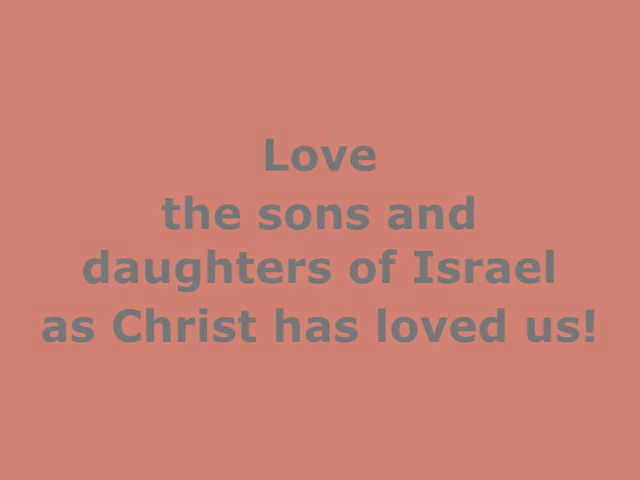 Love
the sons and
daughters of Israel
as Christ has loved us!